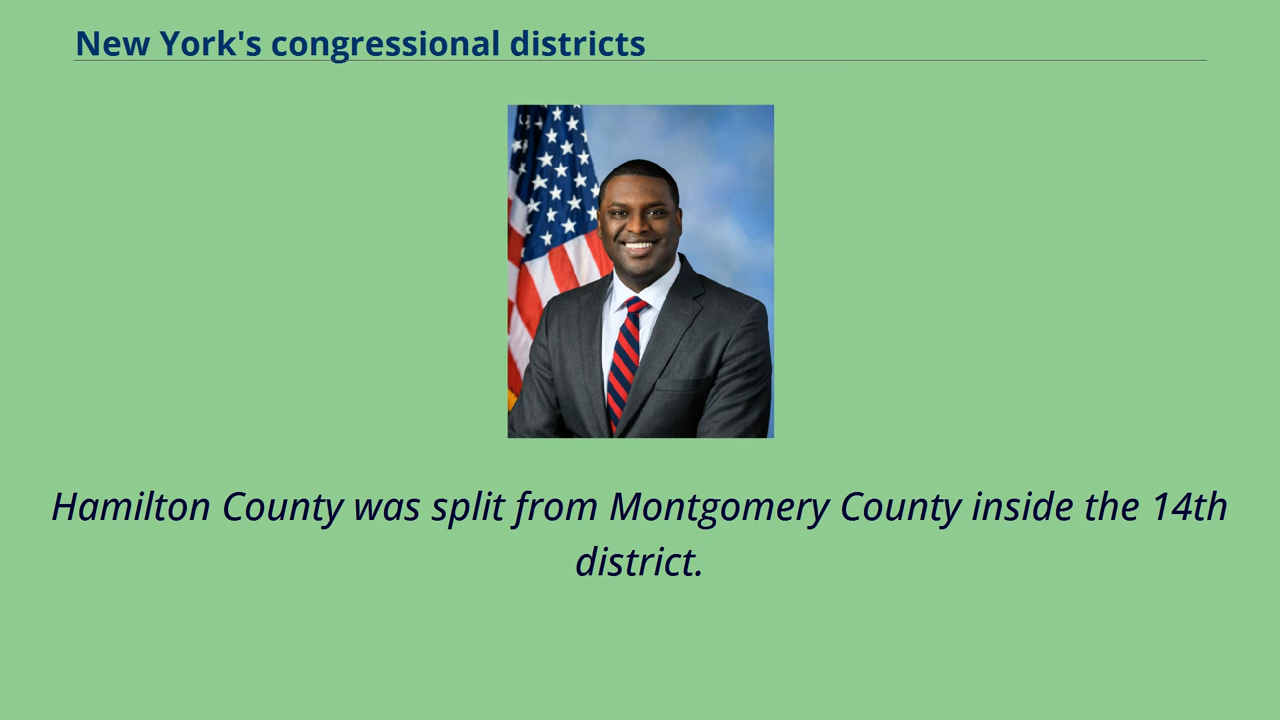 New York's congressional districts
Hamilton County was split from Montgomery County inside the 14th
district.